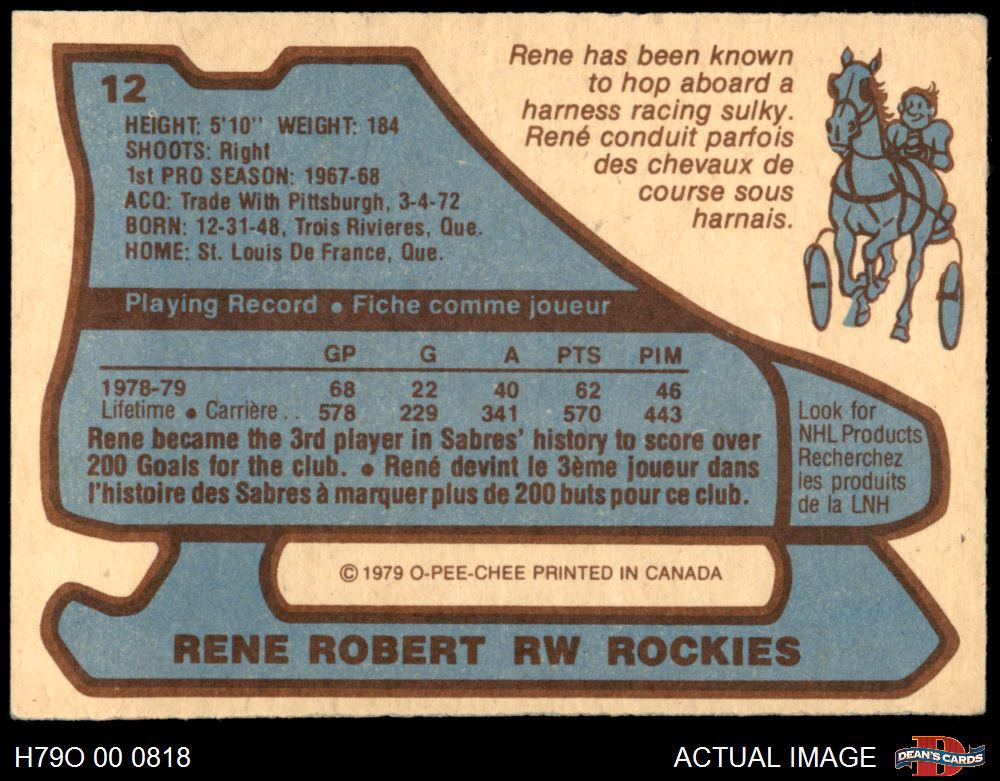 12
Rene has been known
to hop aboard a
harness racing sulky.
René conduit parfois
des chevaux de
course sous
harnais.
HEIGHT: 5'10" WEIGHT: 184
SHOOTS: Right
1st PRO SEASON: 1967-68
ACQ: Trade With Pittsburgh, 3-4-72
BORN: 12-31-48, Trois Rivieres, Que.
HOME: St. Louis De France, Que.
Playing Record • Fiche comme joueur
GP G A PTS PIM
1978-79 68 22 40 62 46
Lifetime • Carrière .. 578 229 341 570 443
Rene became the 3rd player in Sabres' history to score over
200 Goals for the club. • René devint le 3ème joueur dans
l'histoire des Sabres à marquer plus de 200 buts pour ce club.
Look for
NHL Products
Recherchez
les produits
de la LNH
© 1979 O-PEE-CHEE PRINTED IN CANADA
RENE ROBERT RW ROCKIES
H79O 00 0818
ACTUAL IMAGE
D
DEAN'S CARDS